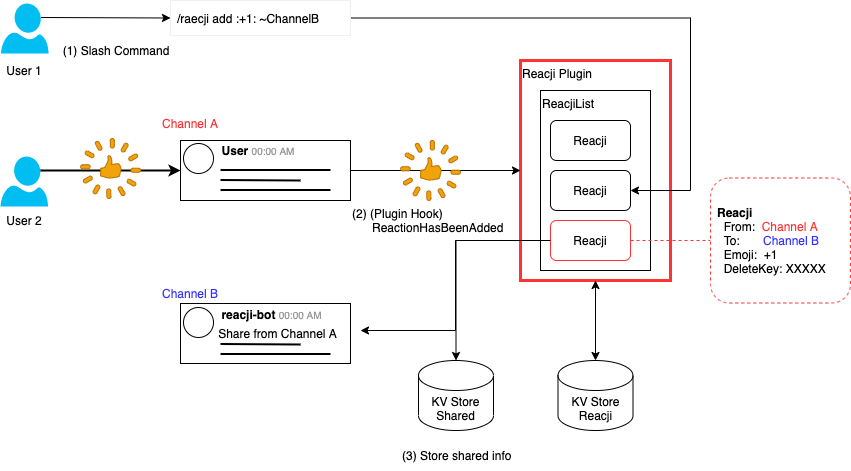 /raecji add :+1: ~ChannelB
(1) Slash Command
User 1
Reacji Plugin
ReacjiList
Channel A
User 00:00 AM
Reacji
Reacji
User 2
(2) (Plugin Hook)
ReactionHasBeenAdded
Reacji
Reacji
From: Channel A
To: Channel B
Emoji: +1
DeleteKey: XXXXX
Channel B
reacji-bot 00:00 AM
Share from Channel A
KV Store
Shared
KV Store
Reacji
(3) Store shared info